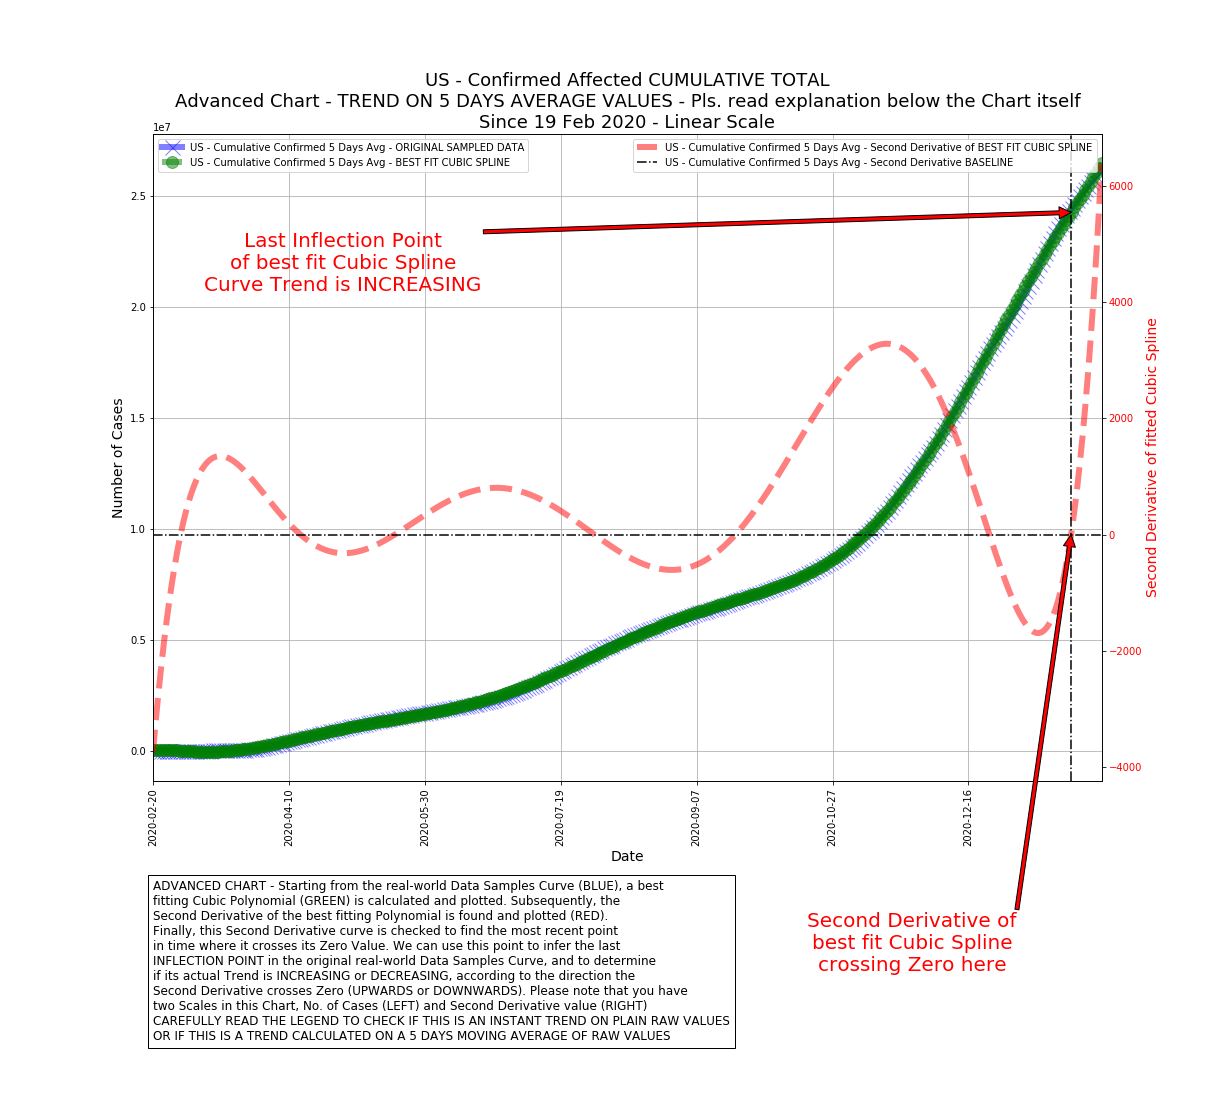 US - Confirmed Affected CUMULATIVE TOTAL
Advanced Chart - TREND ON 5 DAYS AVERAGE VALUES - Pls. read explanation below the Chart itself
Since 19 Feb 2020 - Linear Scale
1e7
US - Cumulative Confirmed 5 Days Avg - ORIGINAL SAMPLED DATA
US - Cumulative Confirmed 5 Days Avg - BEST FIT CUBIC SPLINE
US - Cumulative Confirmed 5 Days Avg - Second Derivative of BEST FIT CUBIC SPLINE
US - Cumulative Confirmed 5 Days Avg - Second Derivative BASELINE
Last Inflection Point
of best fit Cubic Spline
Curve Trend is INCREASING
Number of Cases
2.5
2.0
1.5
1.0
0.5
0.0
6000
4000
2000
0
−2000
−4000
Second Derivative of fitted Cubic Spline
2020-02-20
2020-04-10
2020-05-30
2020-07-19
2020-09-07
2020-10-27
2020-12-16
Date
ADVANCED CHART - Starting from the real-world Data Samples Curve (BLUE), a best
fitting Cubic Polynomial (GREEN) is calculated and plotted. Subsequently, the
Second Derivative of the best fitting Polynomial is found and plotted (RED).
Finally, this Second Derivative curve is checked to find the most recent point
in time where it crosses its Zero Value. We can use this point to infer the last
INFLECTION POINT in the original real-world Data Samples Curve, and to determine
if its actual Trend is INCREASING or DECREASING, according to the direction the
Second Derivative crosses Zero (UPWARDS or DOWNWARDS). Please note that you have
two Scales in this Chart, No. of Cases (LEFT) and Second Derivative value (RIGHT)
CAREFULLY READ THE LEGEND TO CHECK IF THIS IS AN INSTANT TREND ON PLAIN RAW VALUES
OR IF THIS IS A TREND CALCULATED ON A 5 DAYS MOVING AVERAGE OF RAW VALUES
Second Derivative of
best fit Cubic Spline
crossing Zero here